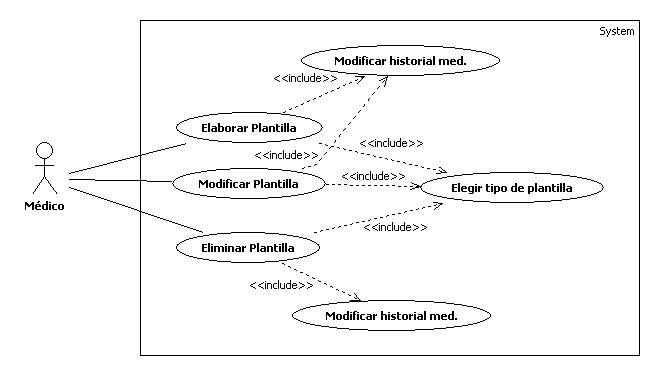 System
Modificar historial med.
<<include>>
Elaborar Plantilla
<<include>>
<<include>>
Médico
Modificar Plantilla
<<include>>
Elegir tipo de plantilla
Eliminar Plantilla
<<include>>
<<include>>
Modificar historial med.